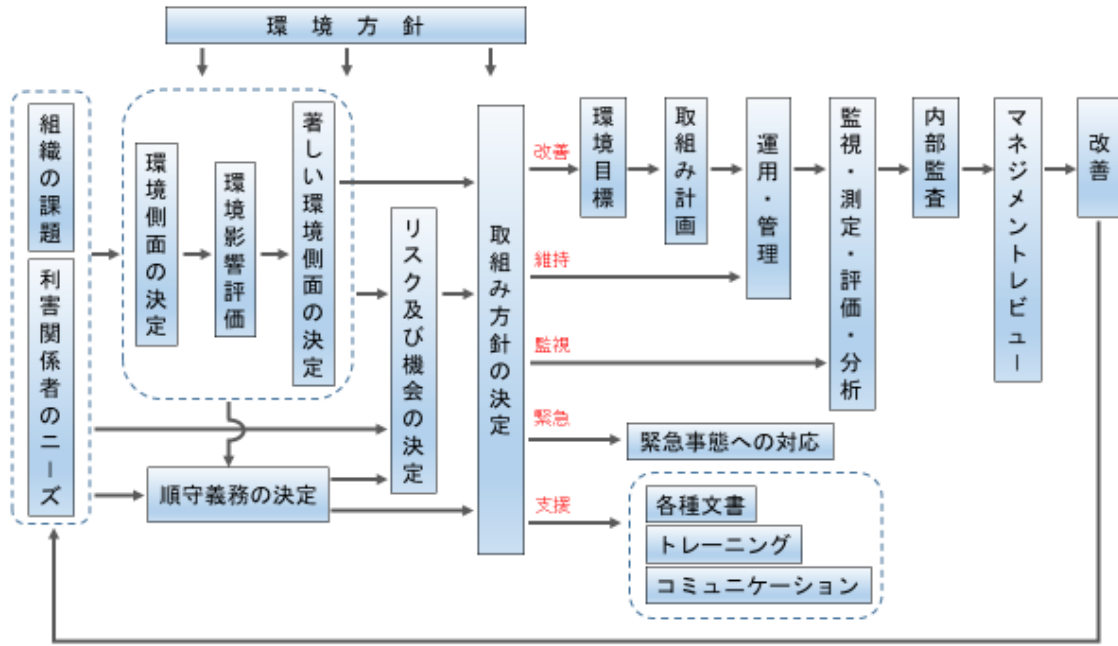 環境方針
組織の課題
利害関係者のニーズ
環境側面の決定
環境影響評価
著しい環境側面の決定
順守義務の決定
リスク及び機会の決定
取組み方針の決定
改善
環境目標
取組み計画
運用・管理
監視・測定・評価・分析
内部監査
マネジメントレビュー
改善
維持
監視
緊急
緊急事態への対応
支援
各種文書
トレーニング
コミュニケーション